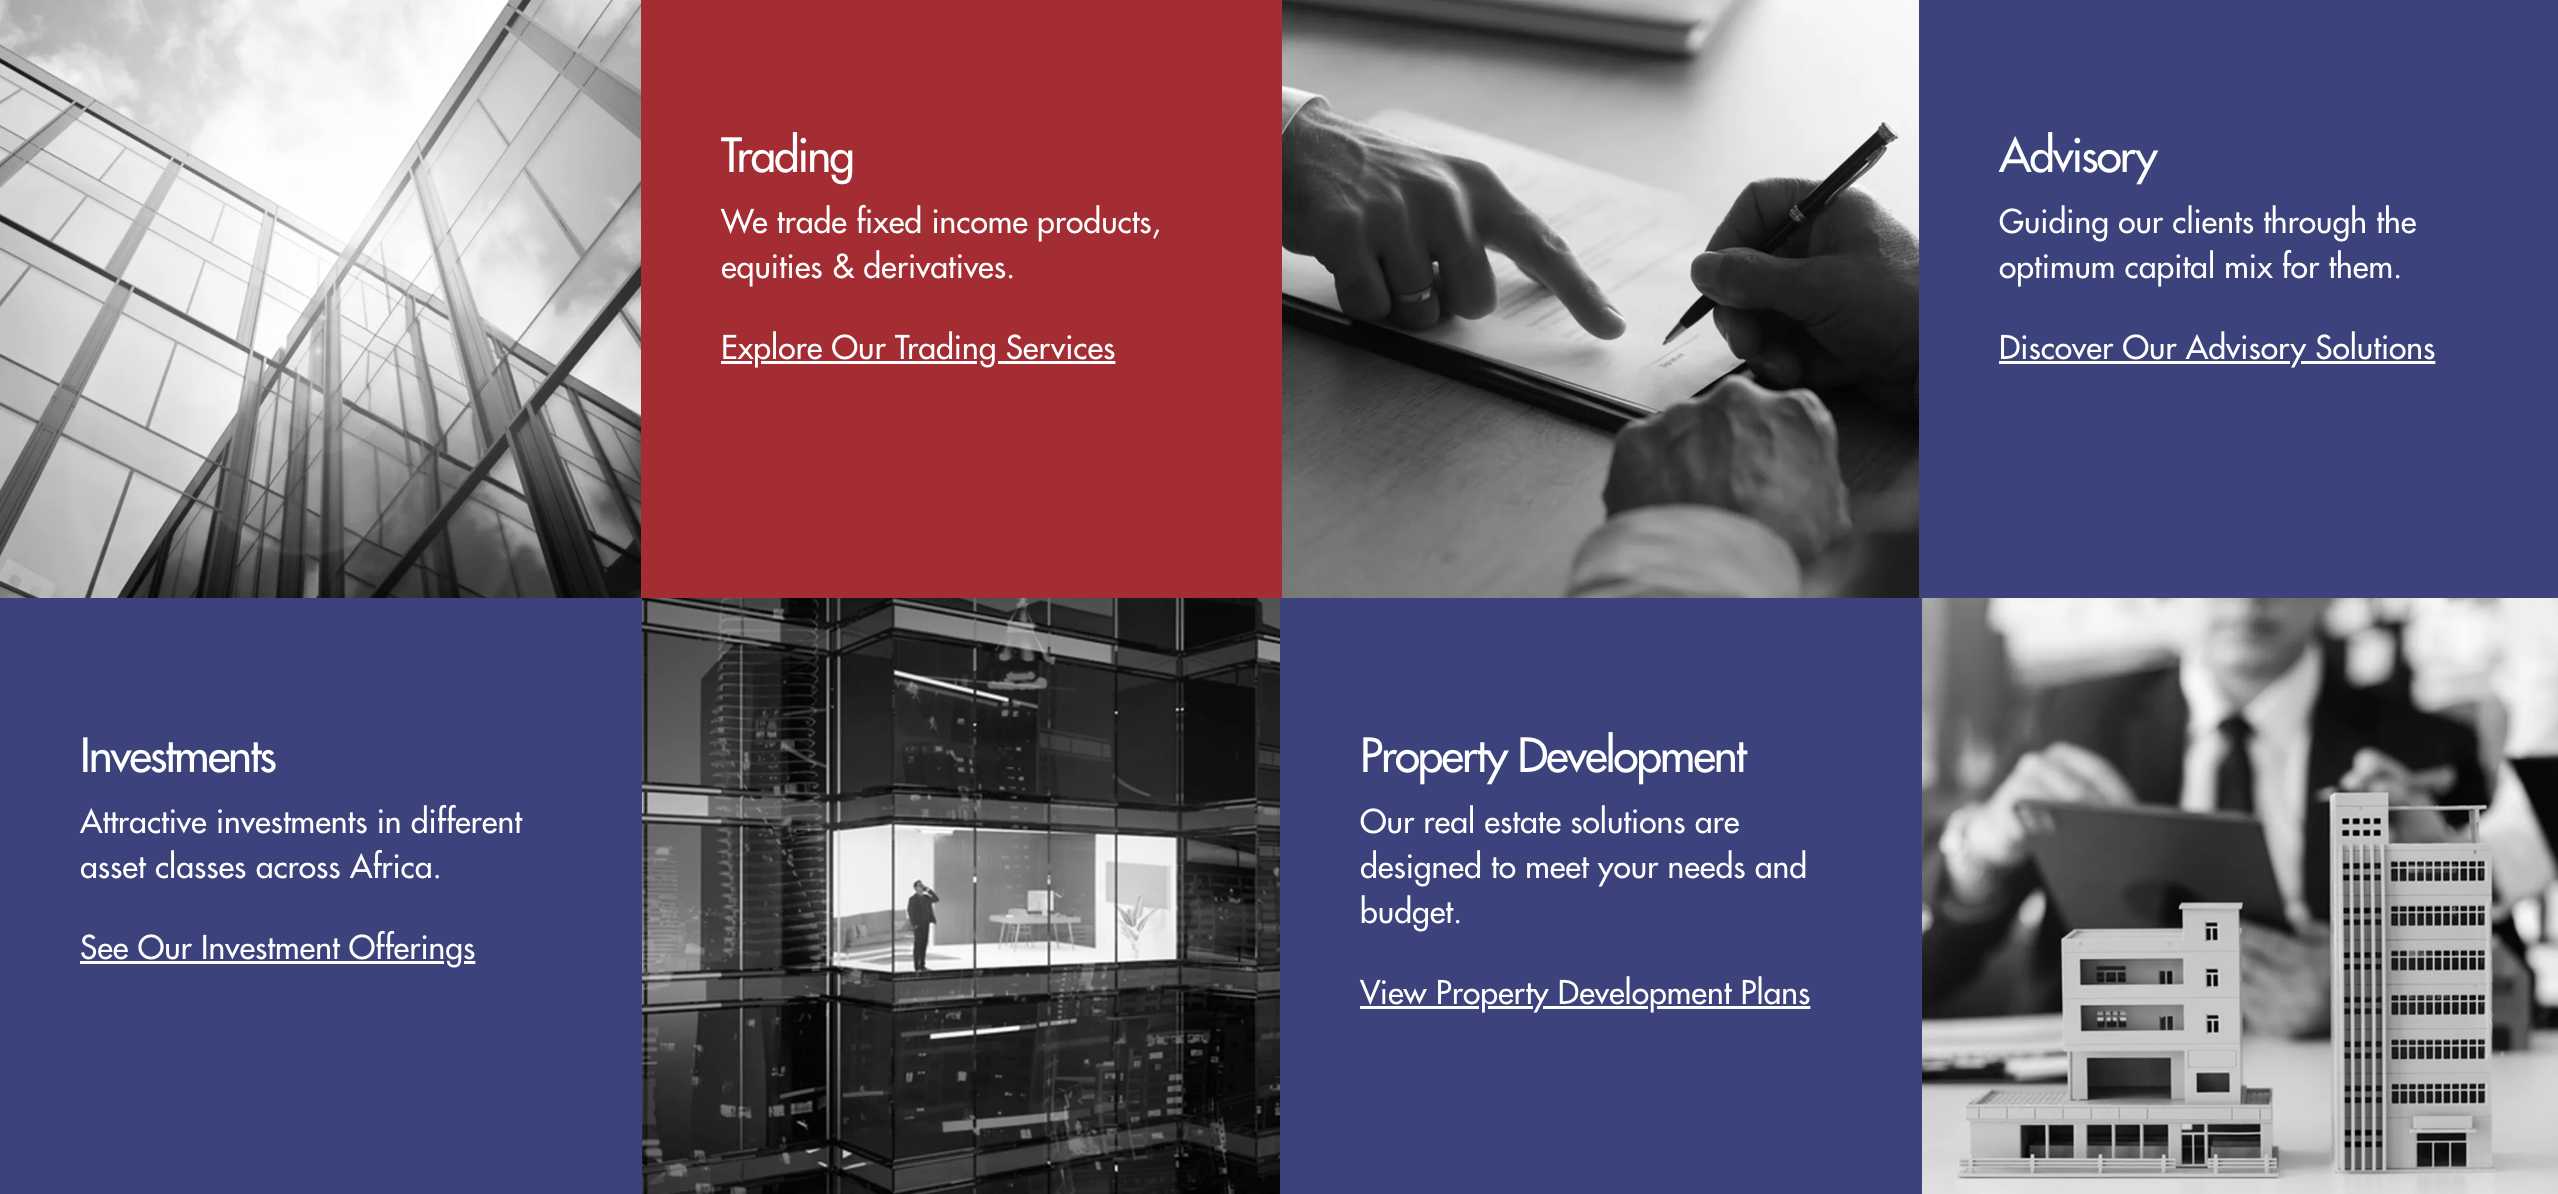 Trading
We trade fixed income products,
equities & derivatives.
Explore Our Trading Services
Advisory
Guiding our clients through the
optimum capital mix for them.
Discover Our Advisory Solutions
Investments
Attractive investments in different
asset classes across Africa.
See Our Investment Offerings
Property Development
Our real estate solutions are
designed to meet your needs and
budget.
View Property Development Plans